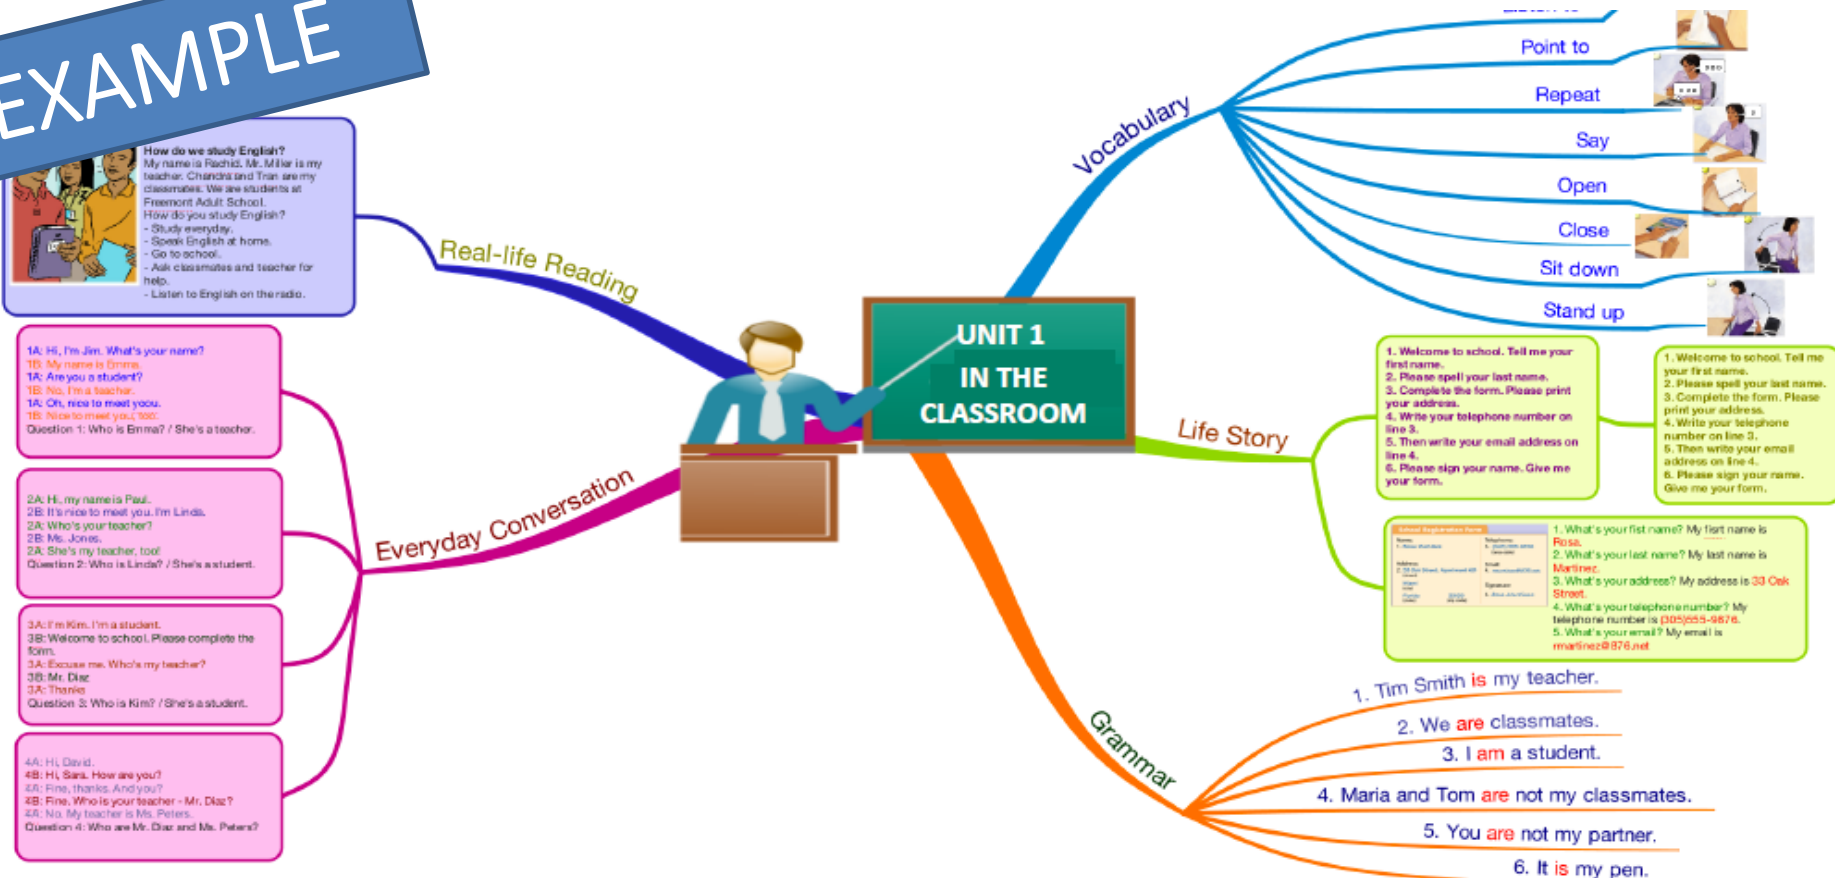 EXAMPLE
How do we study English?
My name is Rachid. Mr. Miller is my
teacher. Chandra and Tran are my
classmates. We are students at
Freemont Adult School.
How do you study English?
- Study everyday.
- Speak English at home.
- Go to school.
- Ask classmates and teacher for
help.
- Listen to English on the radio.
Real-life Reading
1A: Hi, I'm Jim. What's your name?
1B: My name is Emma.
1A: Are you a student?
1B: No, I'm a teacher.
1A: Oh, nice to meet yoou.
1B: Nice to meet you, too.
Question 1: Who is Emma? / She's a teacher.
2A: Hi, my name is Paul.
2B: It's nice to meet you. I'm Linda.
2A: Who's your teacher?
2B: Ms. Jones.
2A: She's my teacher, too!
Question 2: Who is Linda? / She's a student.
3A: I'm Kim. I'm a student.
3B: Welcome to school. Please complete the
form.
3A: Excuse me. Who's my teacher?
3B: Mr. Diaz
3A: Thanks
Question 3: Who is Kim? / She's a student.
4A: Hi, David.
4B: Hi, Sara. How are you?
4A: Fine, thanks. And you?
4B: Fine. Who is your teacher - Mr. Diaz?
4A: No. My teacher is Ms. Peters.
Question 4: Who are Mr. Diaz and Ms. Peters?
Everyday Conversation
UNIT 1
IN THE
CLASSROOM
Vocabulary
Listen to
Point to
Repeat
Say
Open
Close
Sit down
Stand up
Life Story
1. Welcome to school. Tell me your
first name.
2. Please spell your last name.
3. Complete the form. Please print
your address.
4. Write your telephone number on
line 3.
5. Then write your email address on
line 4.
6. Please sign your name. Give me
your form.
1. Welcome to school. Tell me
your first name.
2. Please spell your last name.
3. Complete the form. Please
print your address.
4. Write your telephone
number on line 3.
5. Then write your email
address on line 4.
6. Please sign your name.
Give me your form.
School Registration Form
1. What's your fist name? My fisrt name is
Rosa.
2. What's your last name? My last name is
Martinez.
3. What's your address? My address is 33 Oak
Street.
4. What's your telephone number? My
telephone number is (305)555-9876.
5. What's your email? My email is
rmartinez@876.net
Grammar
1. Tim Smith is my teacher.
2. We are classmates.
3. I am a student.
4. Maria and Tom are not my classmates.
5. You are not my partner.
6. It is my pen.